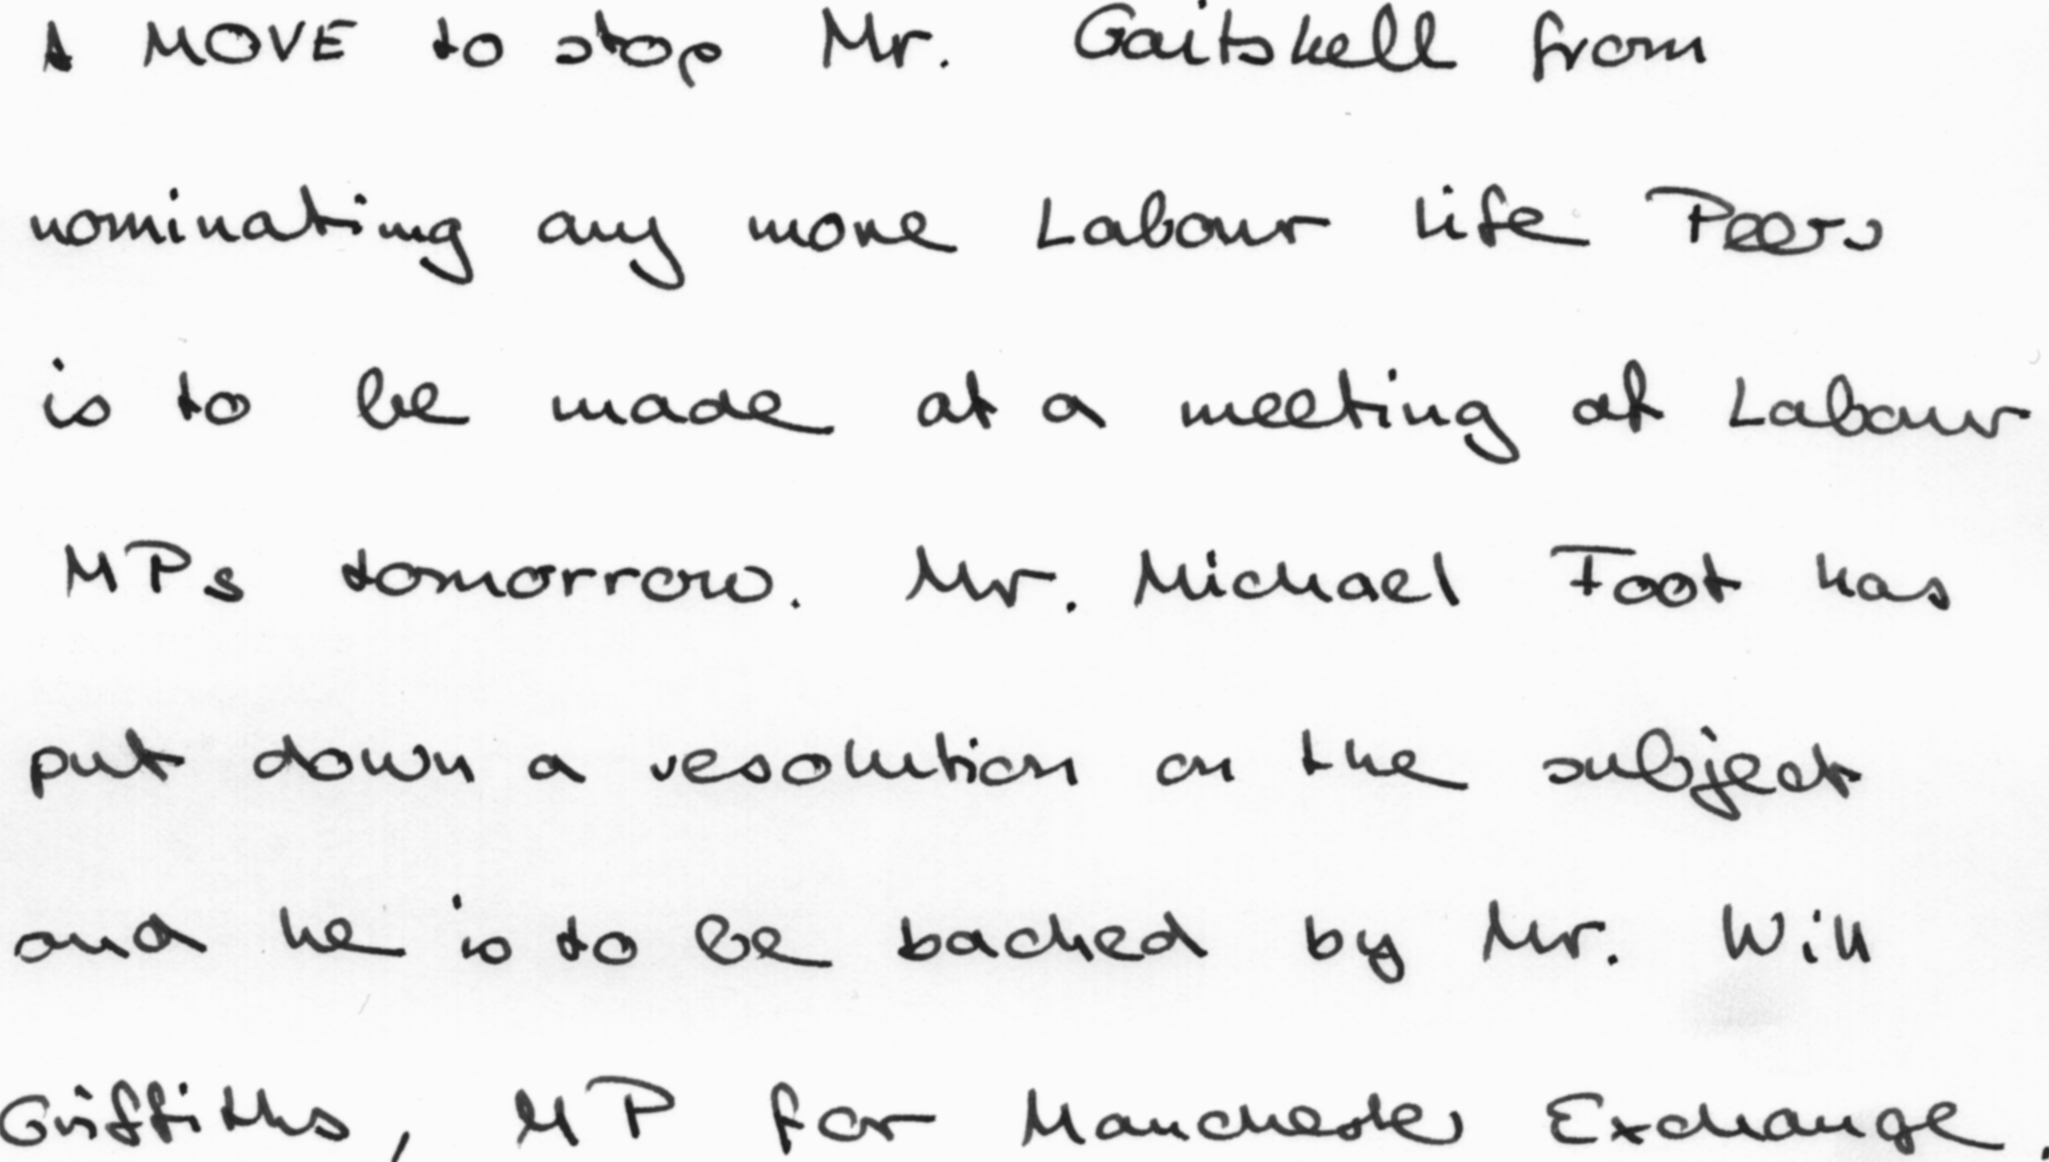 A MOVE to stop Mr. Gaitskell from
nominating any more Labour life Peers
is to be made at a meeting of Labour
MPs tomorrow. Mr. Michael Foot has
put down a resolution on the subject
and he is to be backed by Mr. Will
Griffiths, MP for Manchester Exchange.